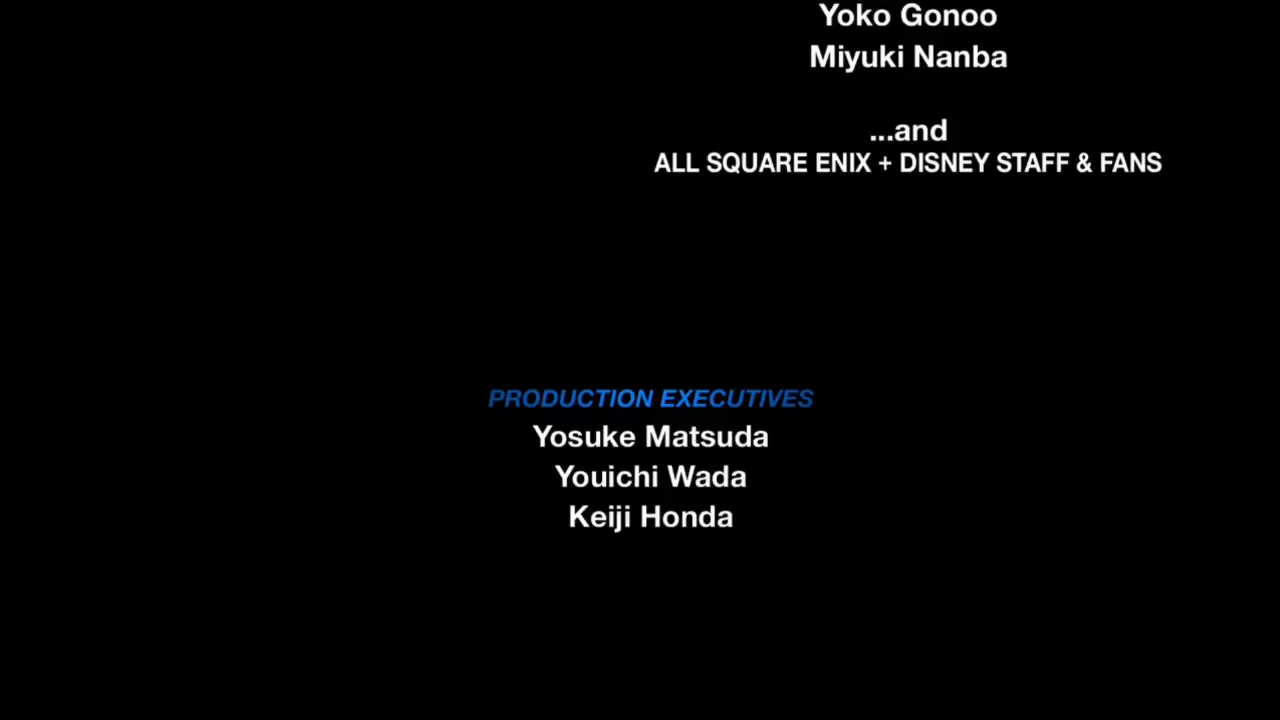 Yoko Gonoo
Miyuki Nanba
...and
ALL SQUARE ENIX + DISNEY STAFF & FANS
PRODUCTION EXECUTIVES
Yosuke Matsuda
Youichi Wada
Keiji Honda